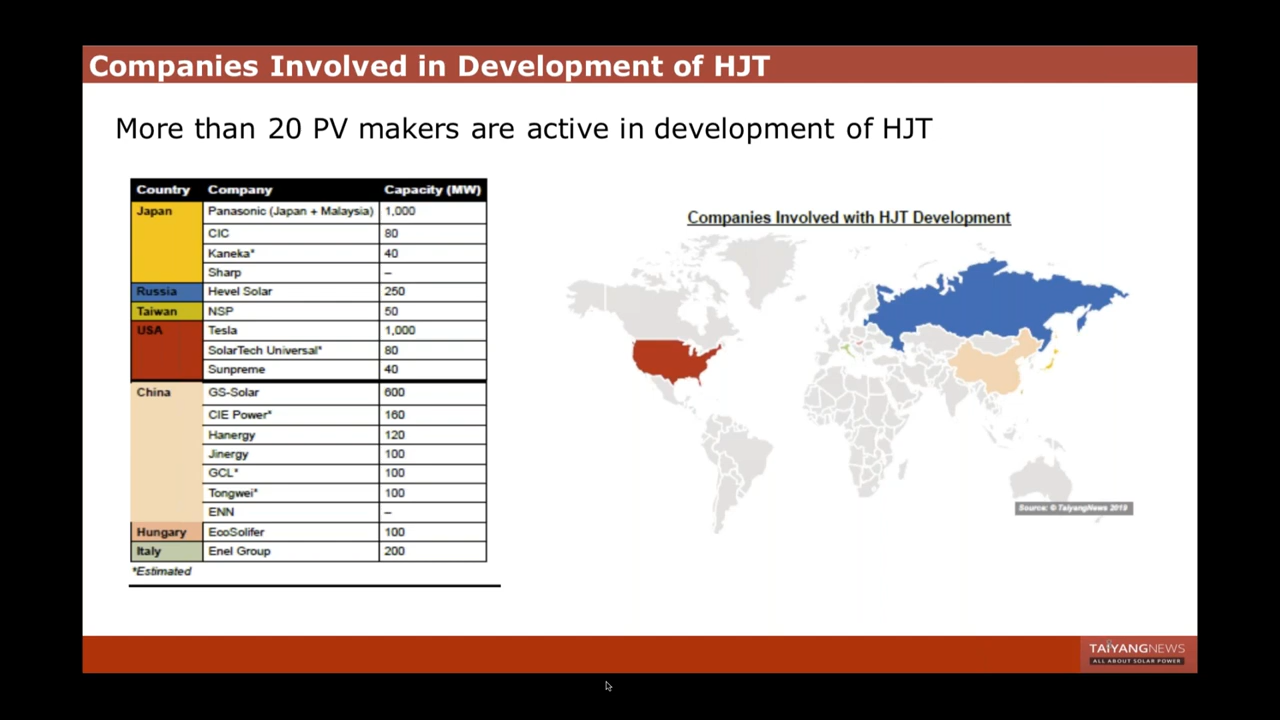 Companies Involved in Development of HJT
More than 20 PV makers are active in development of HJT
Country Company Capacity (MW)
Japan Panasonic (Japan + Malaysia) 1,000
CIC 80
Kaneka* 40
Sharp –
Russia Hevel Solar 250
Taiwan NSP 50
USA Tesla 1,000
SolarTech Universal* 80
Sunpreme 40
China GS-Solar 600
CIE Power* 160
Hanergy 120
Jinergy 100
GCL* 100
Tongwei* 100
ENN –
Hungary EcoSolifer 100
Italy Enel Group 200
*Estimated
Companies Involved with HJT Development
Source: © TaiyangNews 2019
TAIYANGNEWS
ALL ABOUT SOLAR POWER